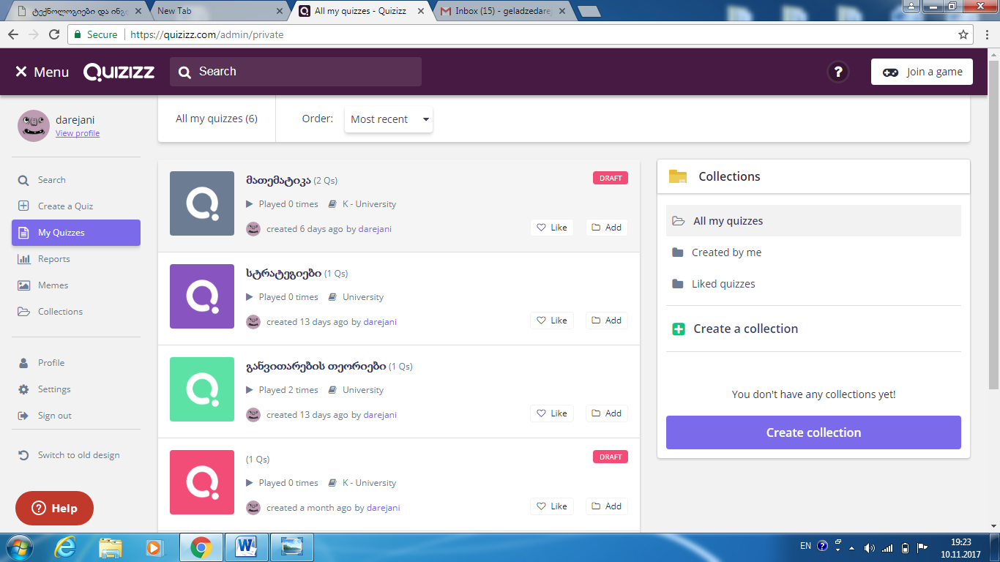 ტექნოლოგიები და ინგ
New Tab
All my quizzes - Quizizz
Inbox (15) - geladzedare
Secure
https://quizizz.com/admin/private
Menu
QUIZIZZ
Search
?
Join a game
darejani
View profile
Search
Create a Quiz
My Quizzes
Reports
Memes
Collections
Profile
Settings
Sign out
Switch to old design
? Help
All my quizzes (6)
Order:
Most recent
მათემატიკა (2 Qs)
DRAFT
Played 0 times
K - University
created 6 days ago by darejani
Like
Add
სტრატეგიები (1 Qs)
Played 0 times
University
created 13 days ago by darejani
Like
Add
განვითარების თეორიები (1 Qs)
Played 2 times
University
created 13 days ago by darejani
Like
Add
(1 Qs)
DRAFT
Played 0 times
K - University
created a month ago by darejani
Like
Add
Collections
All my quizzes
Created by me
Liked quizzes
Create a collection
You don't have any collections yet!
Create collection
EN
19:23
10.11.2017